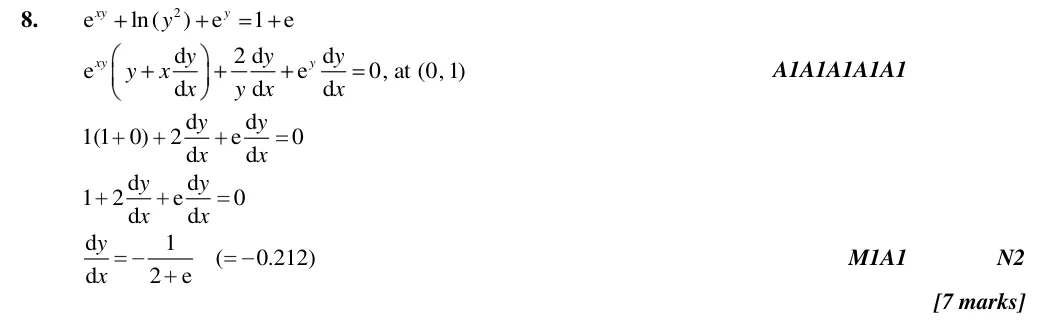 8. e^{xy} + ln(y²) + e^y = 1 + e
e^{xy}(y + x dy/dx) + 2/y dy/dx + e^y dy/dx = 0, at (0, 1) A1A1A1A1A1
1(1 + 0) + 2 dy/dx + e dy/dx = 0
1 + 2 dy/dx + e dy/dx = 0
dy/dx = − 1/(2 + e) (= −0.212) M1A1 N2
[7 marks]